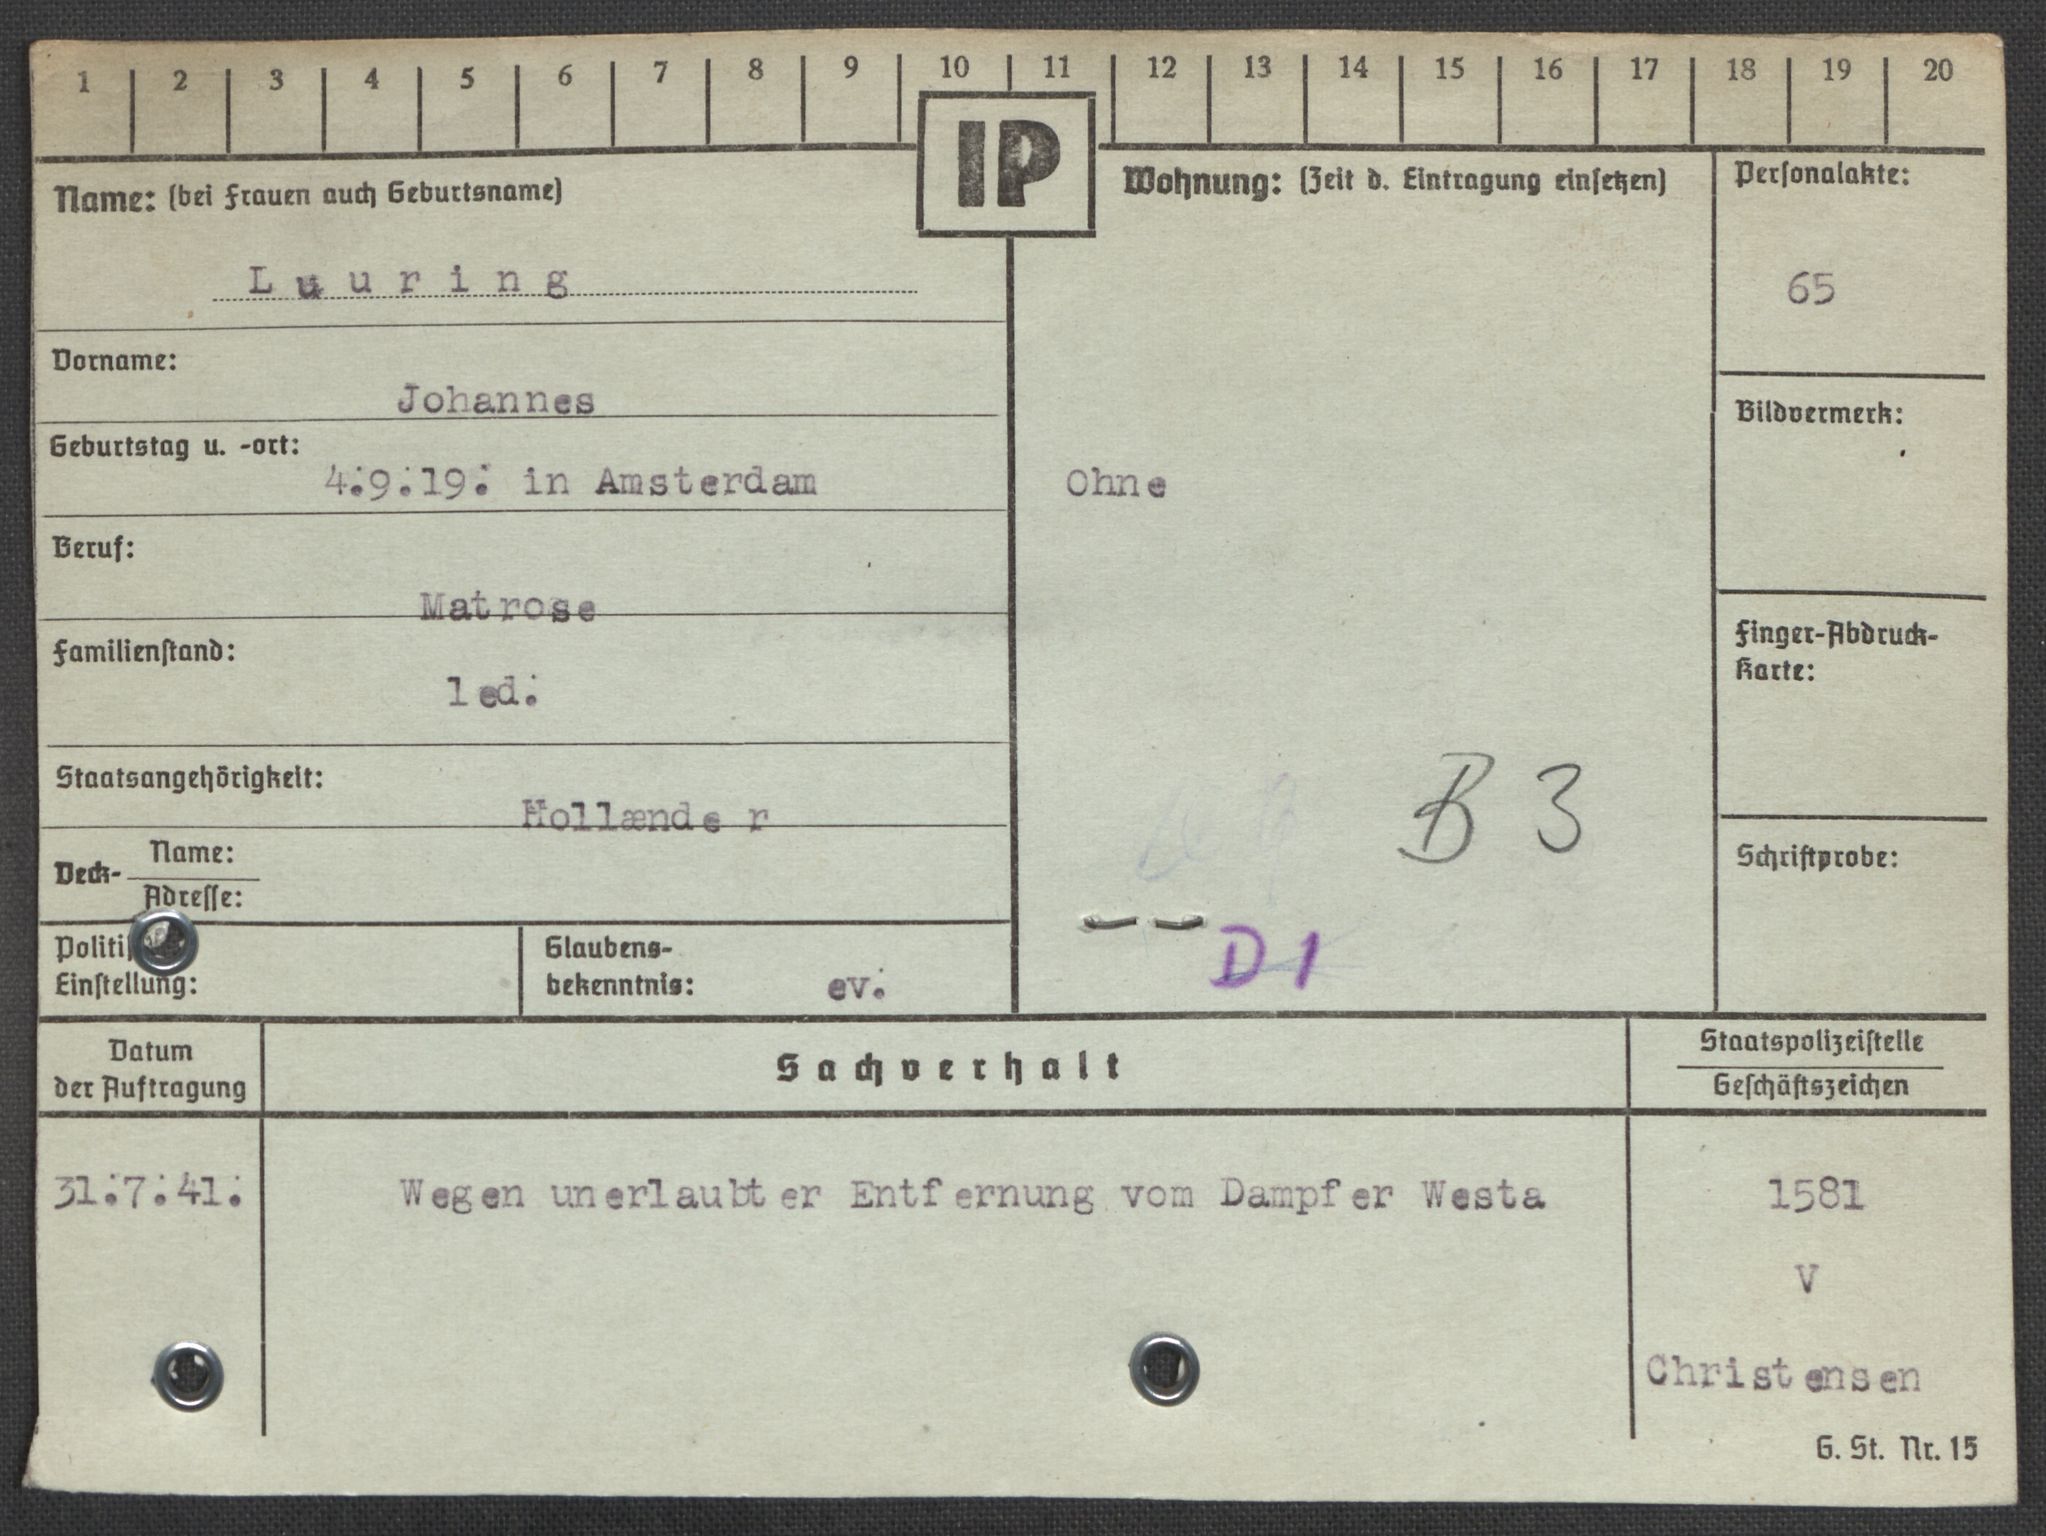 1 2 3 4 5 6 7 8 9 10 11 12 13 14 15 16 17 18 19 20
IP
Name: (bei Frauen auch Geburtsname)
Luuring
Vorname:
Johannes
Geburtstag u. -ort:
4.9.19. in Amsterdam
Beruf:
Matrose
Familienstand:
led.
Staatsangehörigkeit:
Hollænder
Deck- Name:
Adresse:
Politi
Einstellung:
Glaubens-
bekenntnis: ev.
Wohnung: (Zeit d. Eintragung einsetzen)
Ohne
B 3
D 1
Personalakte:
65
Bildvermerk:
Finger-Abdruck-
Karte:
Schriftprobe:
Datum
der Auftragung
Sachverhalt
Staatspolizeistelle
Geschäftszeichen
31.7.41. Wegen unerlaubter Entfernung vom Dampfer Westa 1581
V
Christensen
G. St. Nr. 15